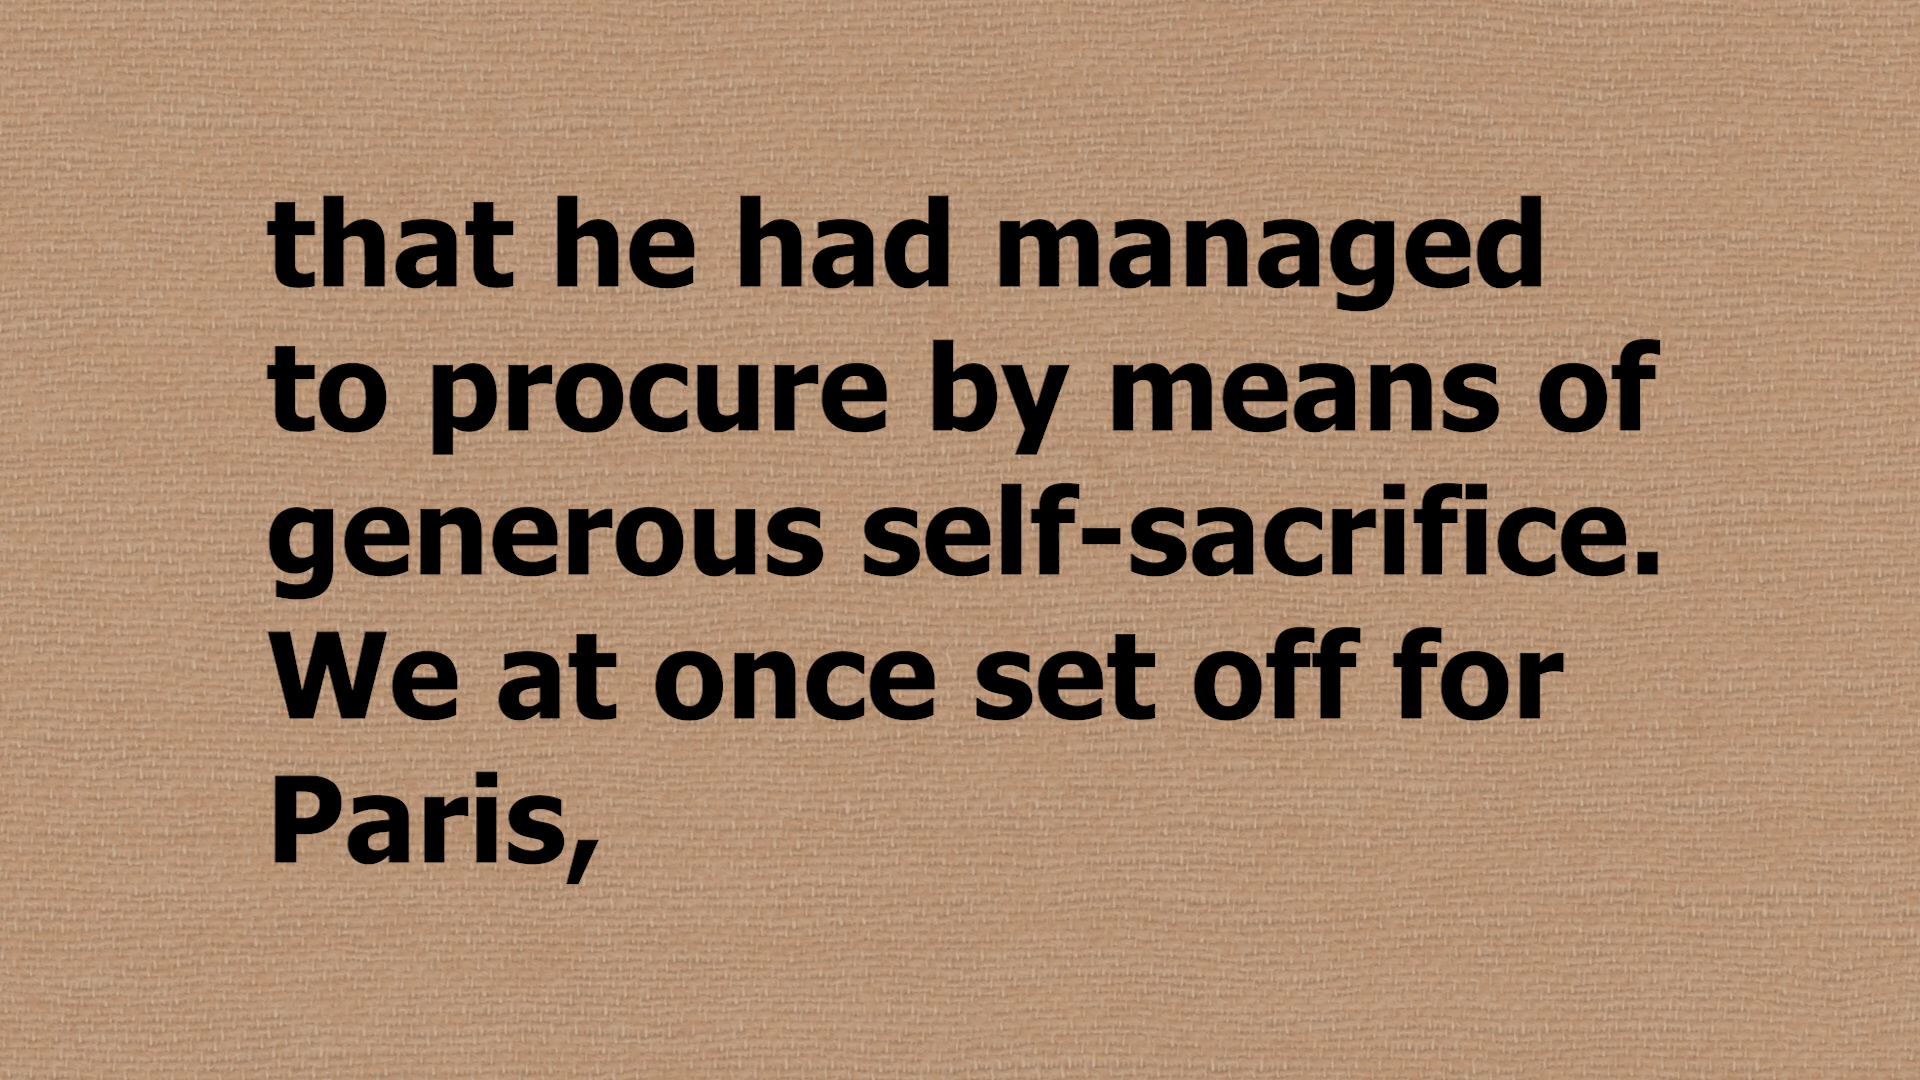 that he had managed
to procure by means of
generous self-sacrifice.
We at once set off for
Paris,